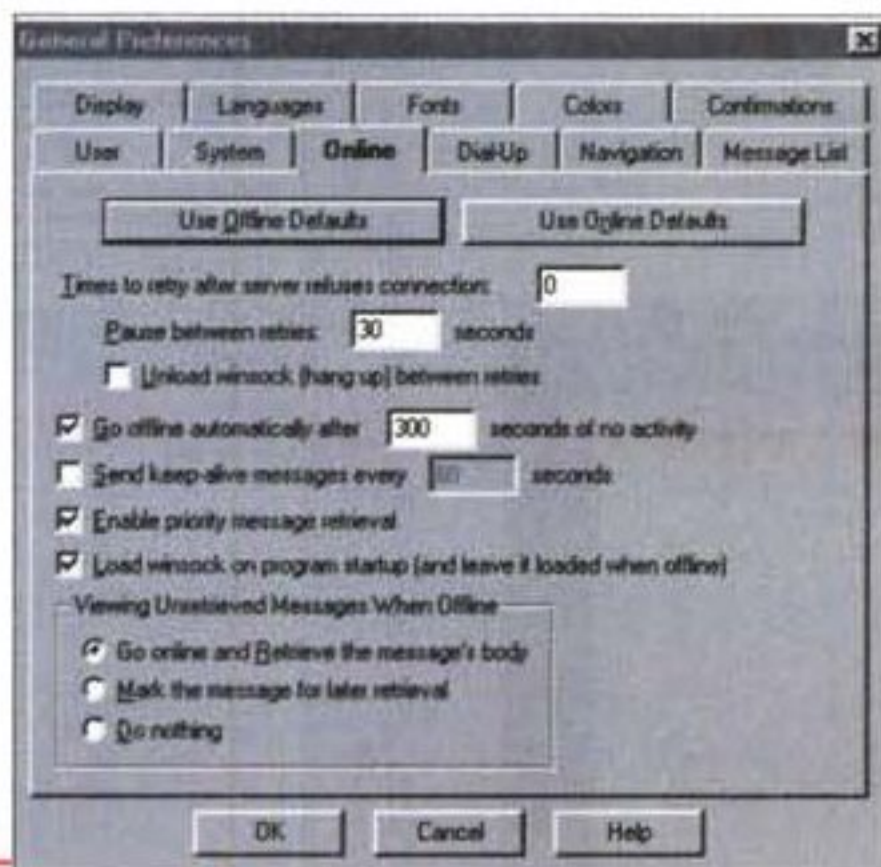 General Preferences
Display Languages Fonts Colors Confirmations
User System Online Dial-Up Navigation Message List
Use Offline Defaults Use Online Defaults
Times to retry after server refuses connection: 0
Pause between retries: 30 seconds
Unload winsock (hang up) between retries
Go offline automatically after 300 seconds of no activity
Send keep-alive messages every 60 seconds
Enable priority message retrieval
Load winsock on program startup (and leave it loaded when offline)
Viewing Unretrieved Messages When Offline
Go online and Retrieve the message's body
Mark the message for later retrieval
Do nothing
OK Cancel Help